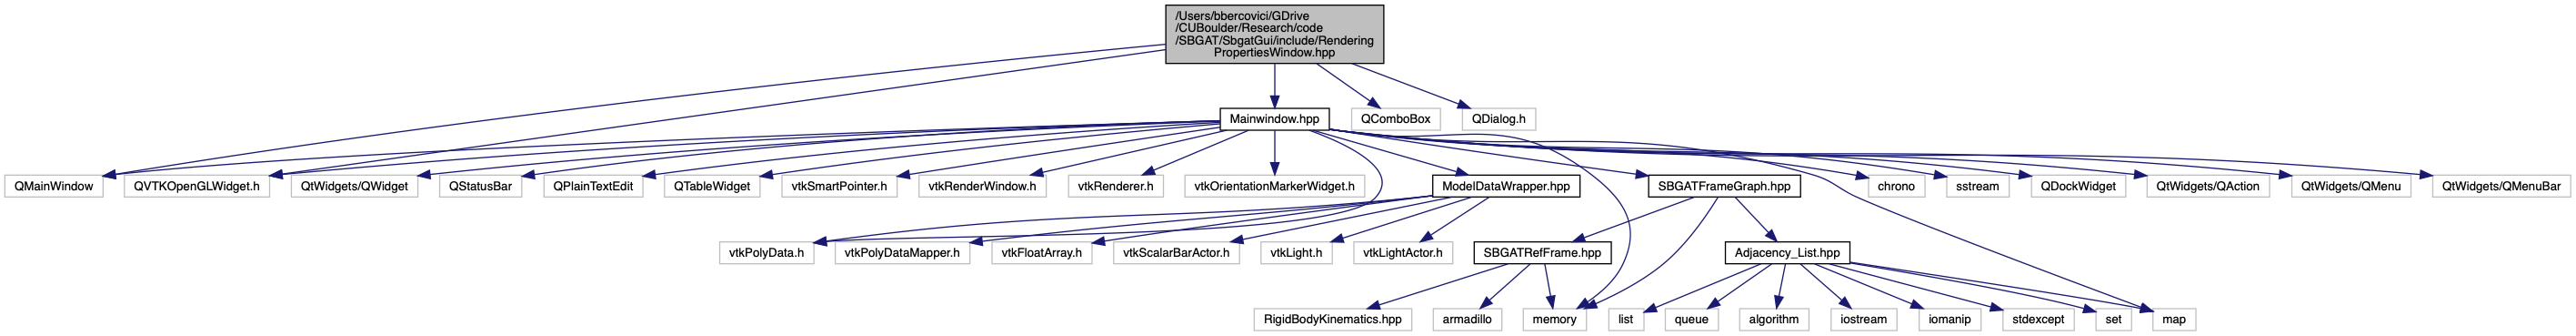 /Users/bbercovici/GDrive
/CUBoulder/Research/code
/SBGAT/SbgatGui/include/Rendering
PropertiesWindow.hpp
Mainwindow.hpp
QComboBox
QDialog.h
QMainWindow
QVTKOpenGLWidget.h
QtWidgets/QWidget
QStatusBar
QPlainTextEdit
QTableWidget
vtkSmartPointer.h
vtkRenderWindow.h
vtkRenderer.h
vtkOrientationMarkerWidget.h
ModelDataWrapper.hpp
SBGATFrameGraph.hpp
chrono
sstream
QDockWidget
QtWidgets/QAction
QtWidgets/QMenu
QtWidgets/QMenuBar
vtkPolyData.h
vtkPolyDataMapper.h
vtkFloatArray.h
vtkScalarBarActor.h
vtkLight.h
vtkLightActor.h
SBGATRefFrame.hpp
Adjacency_List.hpp
RigidBodyKinematics.hpp
armadillo
memory
list
queue
algorithm
iostream
iomanip
stdexcept
set
map